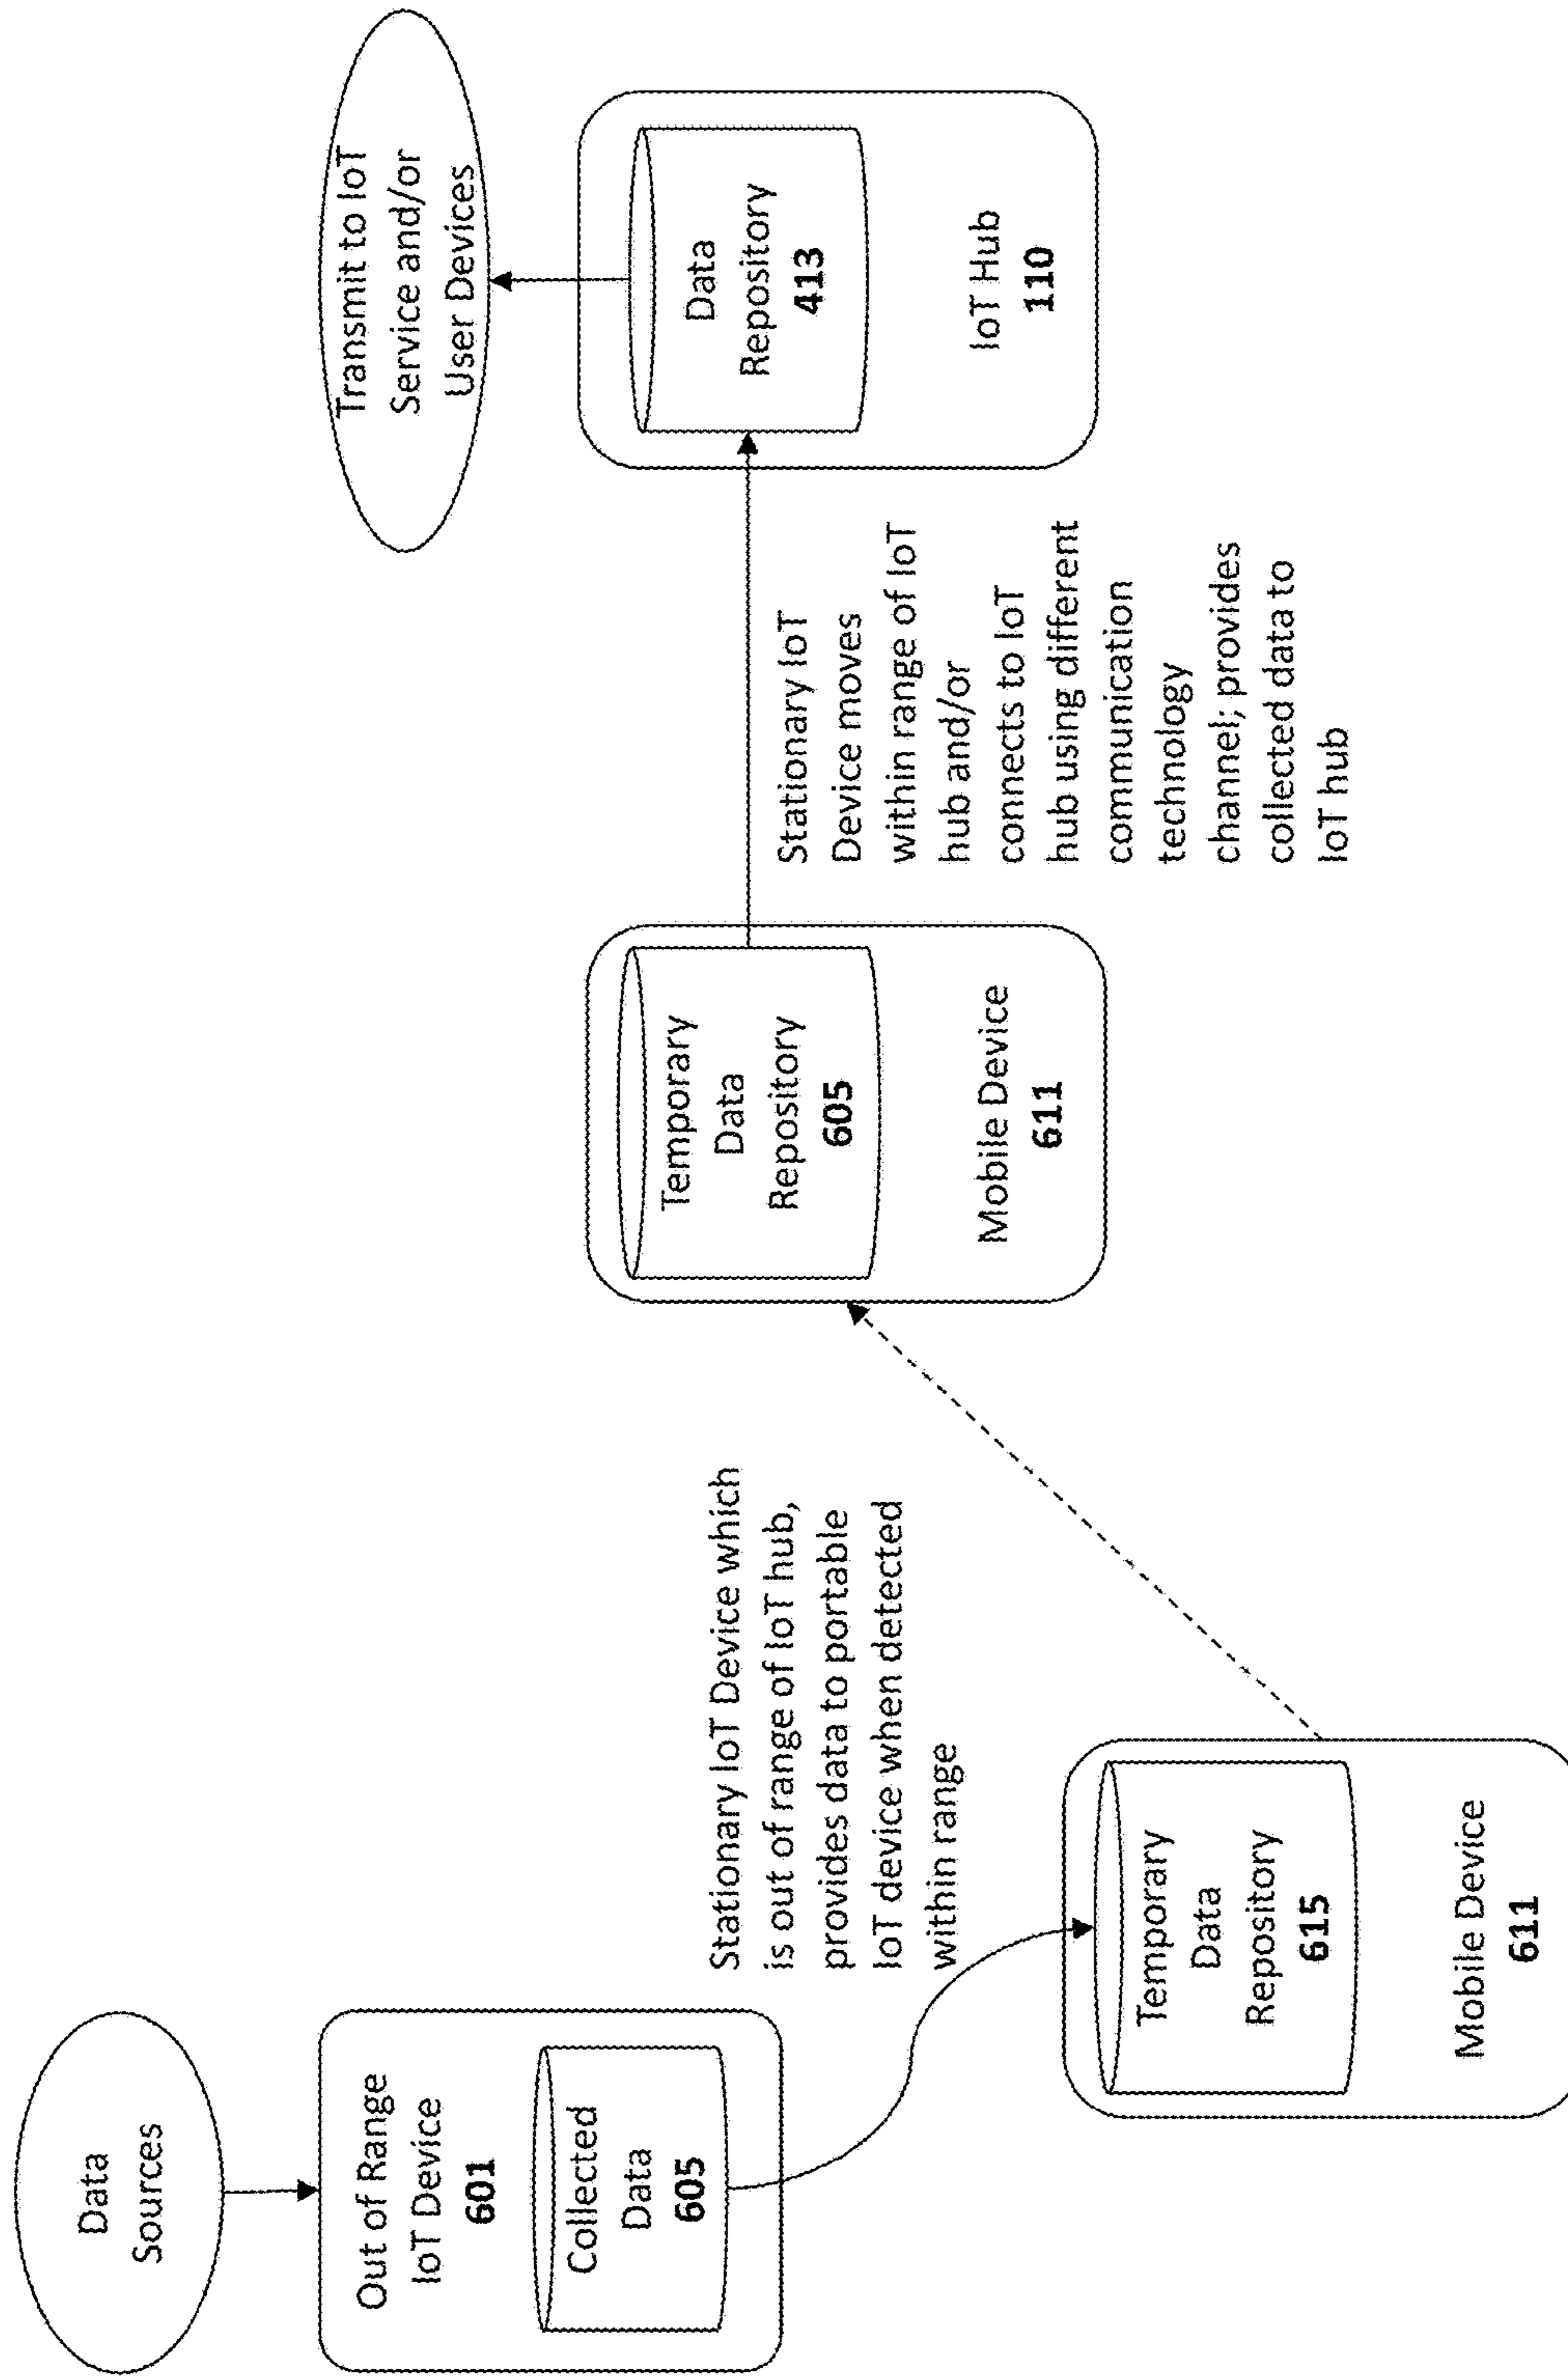 Data
Sources
Out of Range
IoT Device
601
Collected
Data
605
Stationary IoT Device which
is out of range of IoT hub,
provides data to portable
IoT device when detected
within range
Temporary
Data
Repository
615
Mobile Device
611
Temporary
Data
Repository
605
Mobile Device
611
Stationary IoT
Device moves
within range of IoT
hub and/or
connects to IoT
hub using different
communication
technology
channel; provides
collected data to
IoT hub
Transmit to IoT
Service and/or
User Devices
Data
Repository
413
IoT Hub
110